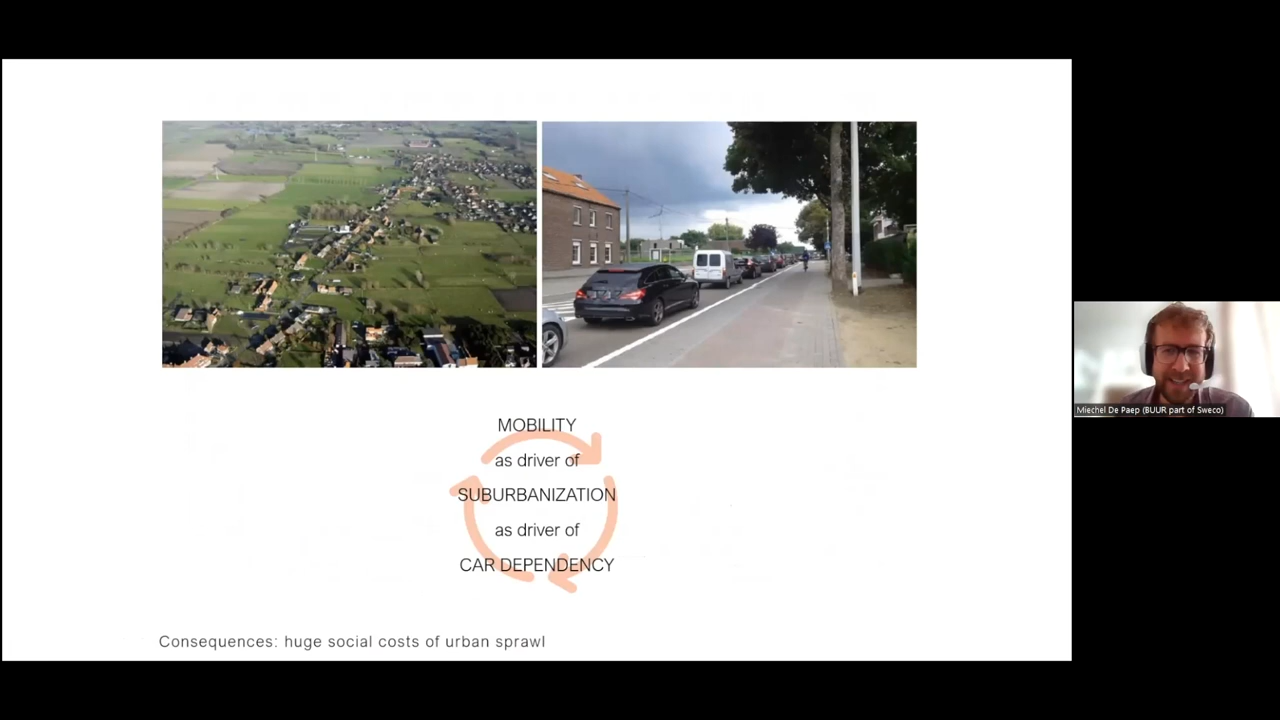 MOBILITY
as driver of
SUBURBANIZATION
as driver of
CAR DEPENDENCY
Consequences: huge social costs of urban sprawl
Miechel De Paep (BUUR part of Sweco)